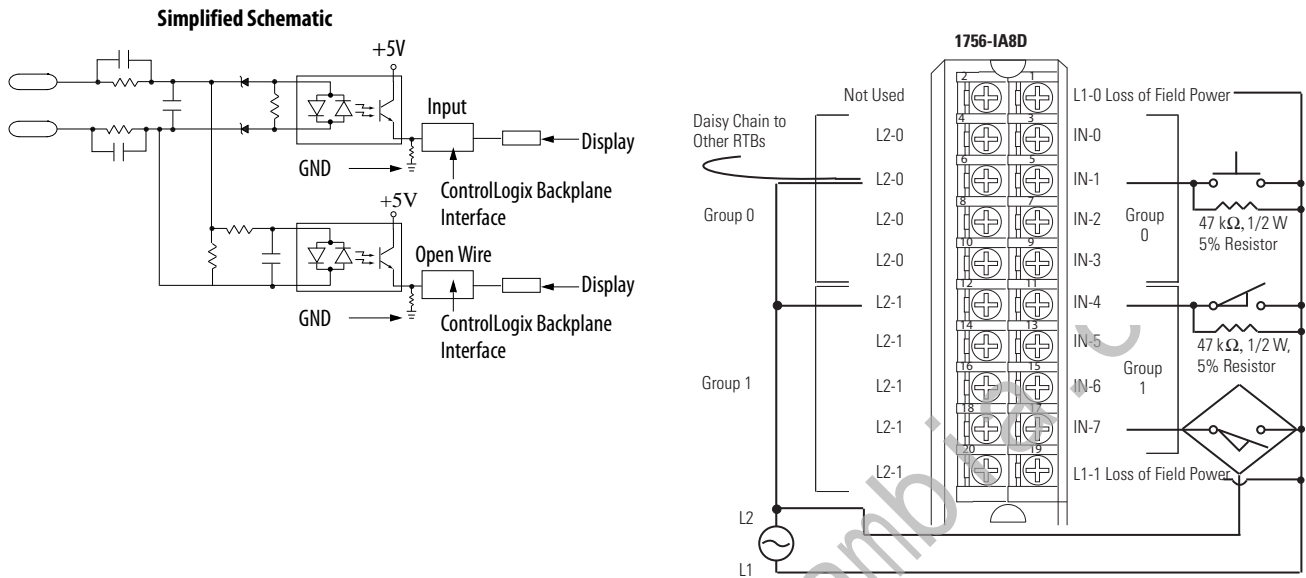 Simplified Schematic
+5V
Input
Display
GND
ControlLogix Backplane
Interface
+5V
Open Wire
Display
GND
ControlLogix Backplane
Interface
1756-IA8D
Not Used
L2-0
L2-0
L2-0
L2-0
L2-1
L2-1
L2-1
L2-1
L2-1
Daisy Chain to
Other RTBs
Group 0
Group 1
2 1
4 3
6 5
8 7
10 9
12 11
14 13
16 15
18 17
20 19
L1-0 Loss of Field Power
IN-0
IN-1
IN-2
IN-3
IN-4
IN-5
IN-6
IN-7
L1-1 Loss of Field Power
Group
0
Group
1
47 kΩ, 1/2 W
5% Resistor
47 kΩ, 1/2 W,
5% Resistor
L2
L1